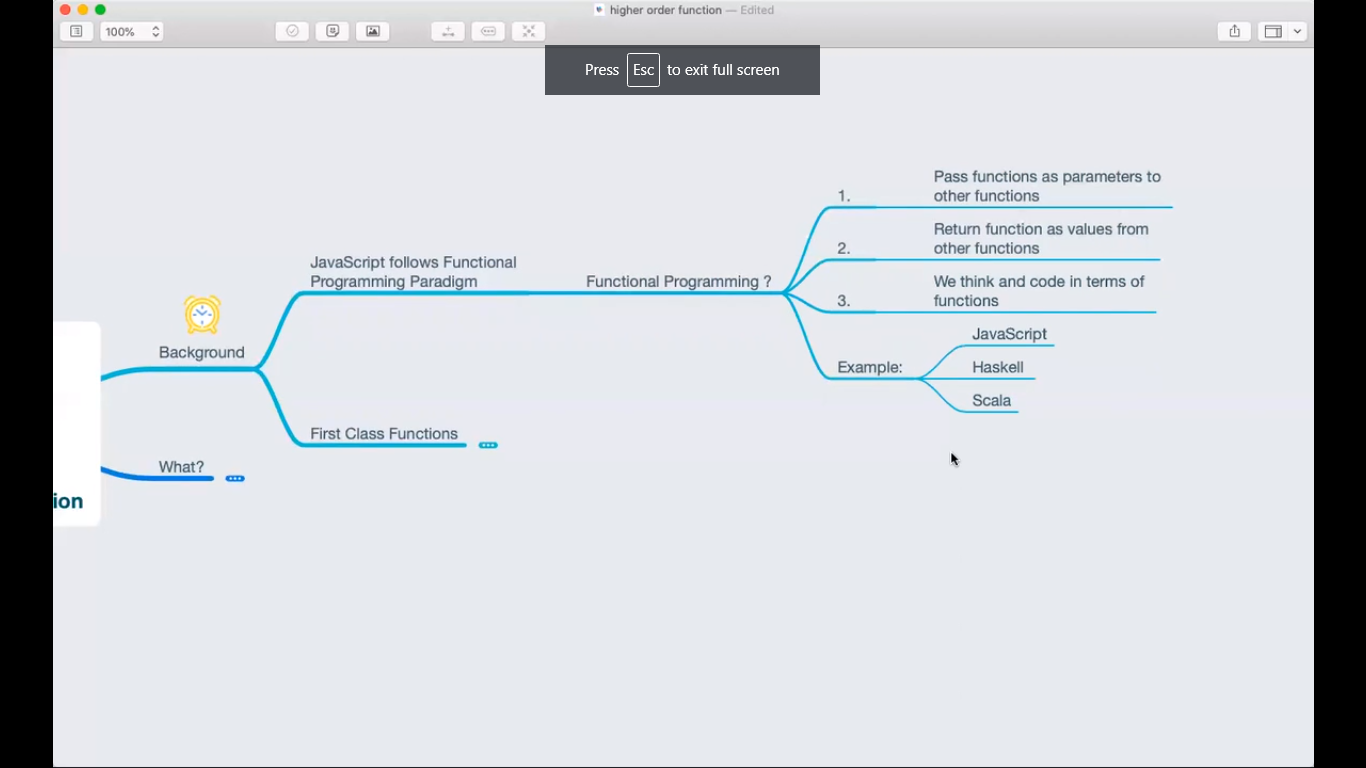 higher order function — Edited
100%
Press Esc to exit full screen
Pass functions as parameters to
other functions
1.
Return function as values from
other functions
2.
We think and code in terms of
functions
3.
JavaScript follows Functional
Programming Paradigm
Functional Programming ?
Example:
JavaScript
Haskell
Scala
Background
First Class Functions
What?
ion